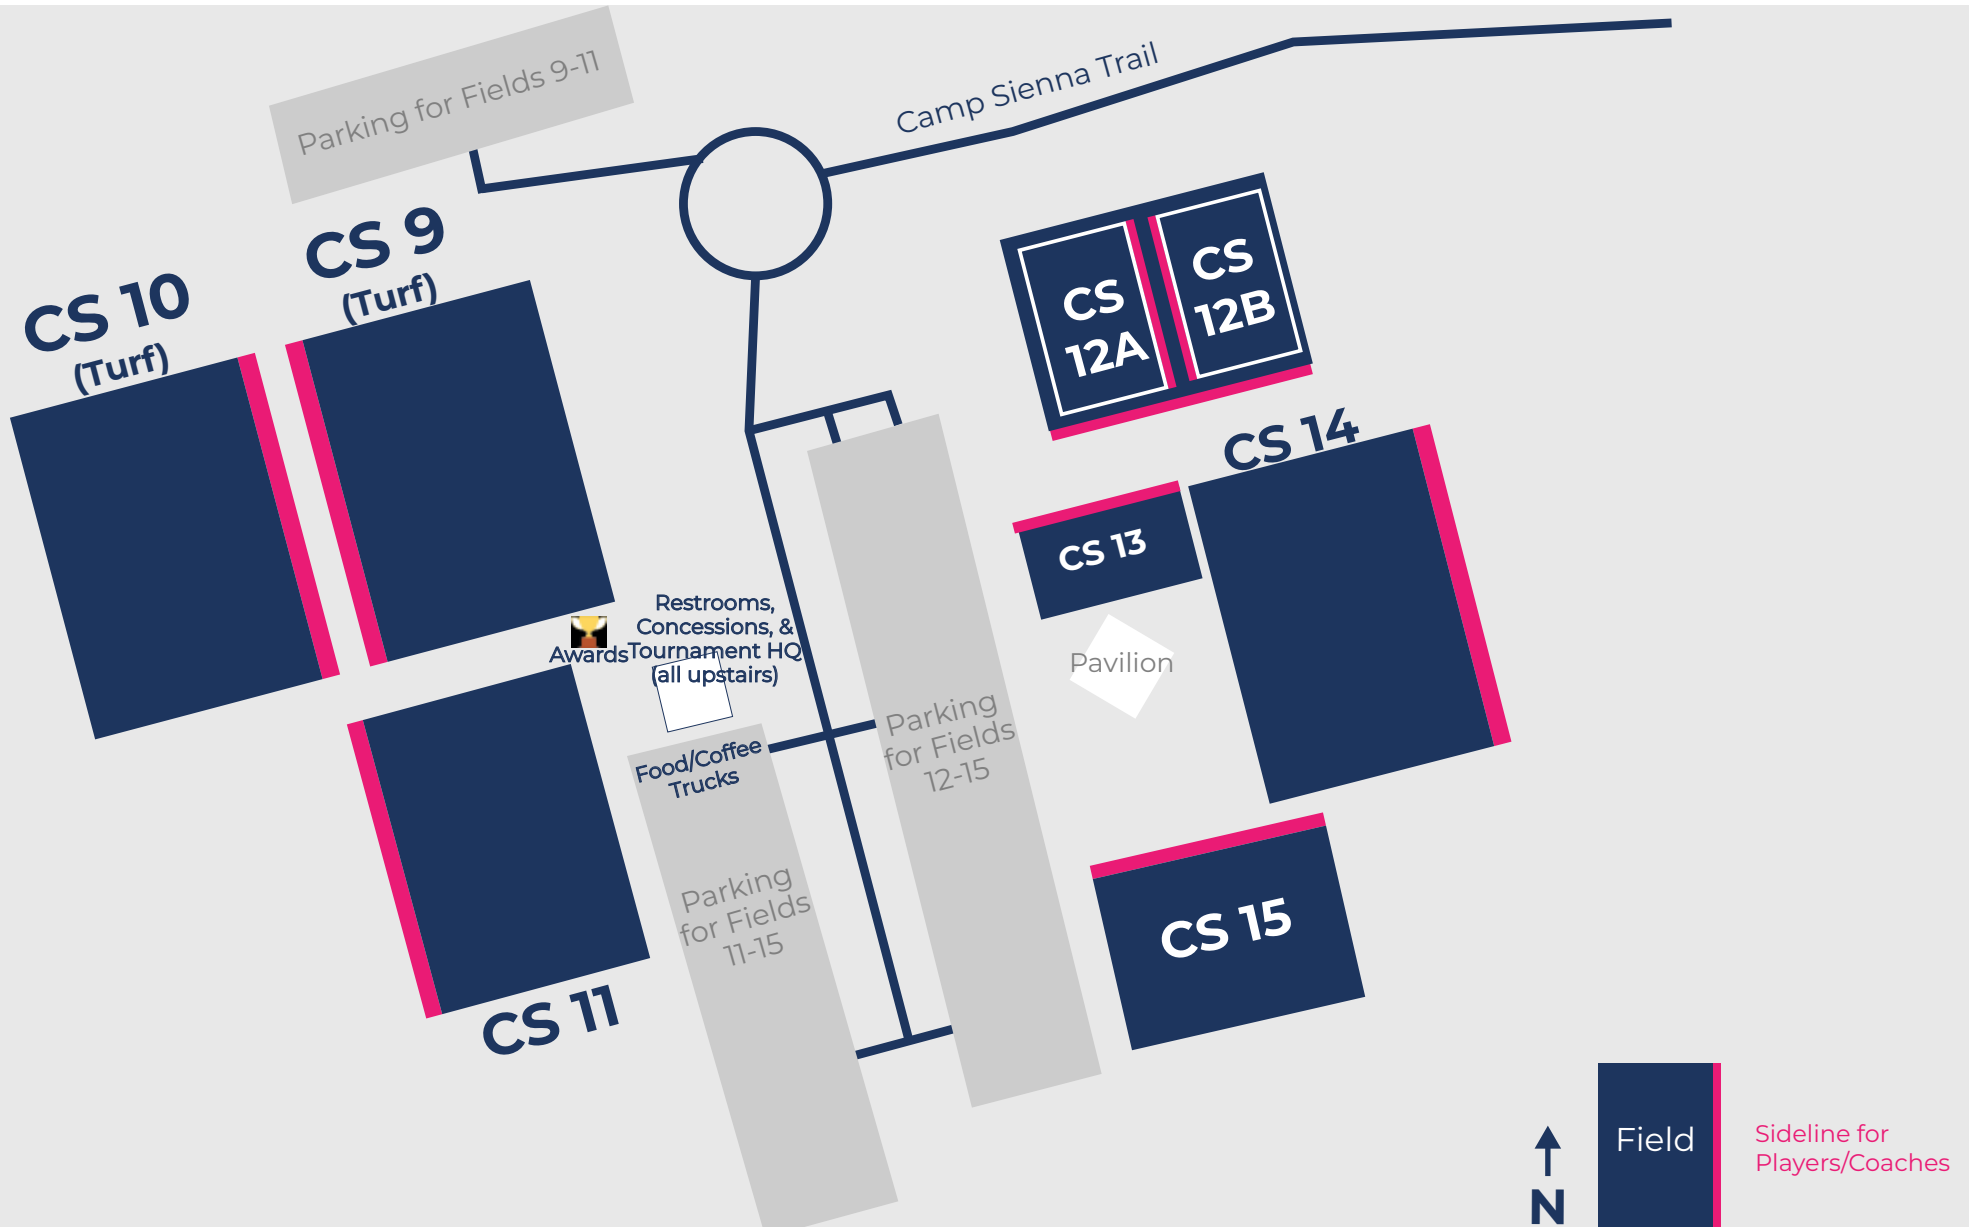 Parking for Fields 9-11
Camp Sienna Trail
CS 9
(Turf)
CS 10
(Turf)
CS
12A
CS
12B
CS 14
CS 13
Restrooms,
Concessions, &
Tournament HQ
(all upstairs)
Awards
Pavilion
Food/Coffee
Trucks
Parking
for Fields
12-15
Parking
for Fields
11-15
CS 15
CS 11
Field
Sideline for
Players/Coaches
N